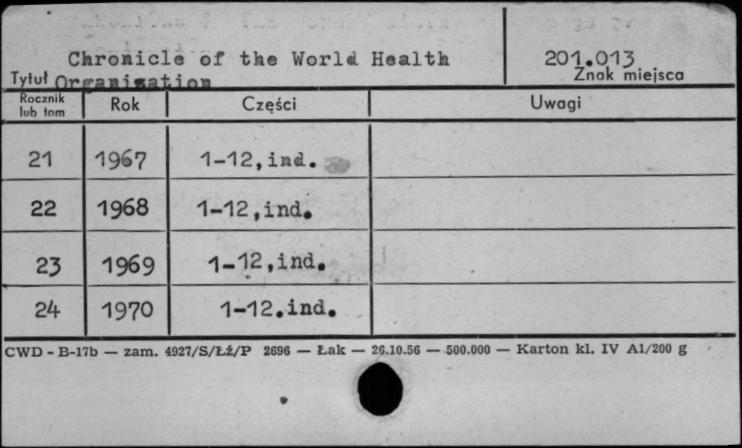 Chronicle of the World Health
Tytuł Organisation
201.013
Znak miejsca
Rocznik lub tom Rok Części Uwagi
21 1967 1-12,ind.
22 1968 1-12,ind.
23 1969 1-12,ind.
24 1970 1-12.ind.
CWD - B-17b — zam. 4927/S/ŁŻ/P 2696 — Łak — 26.10.56 — 500.000 — Karton kl. IV A1/200 g